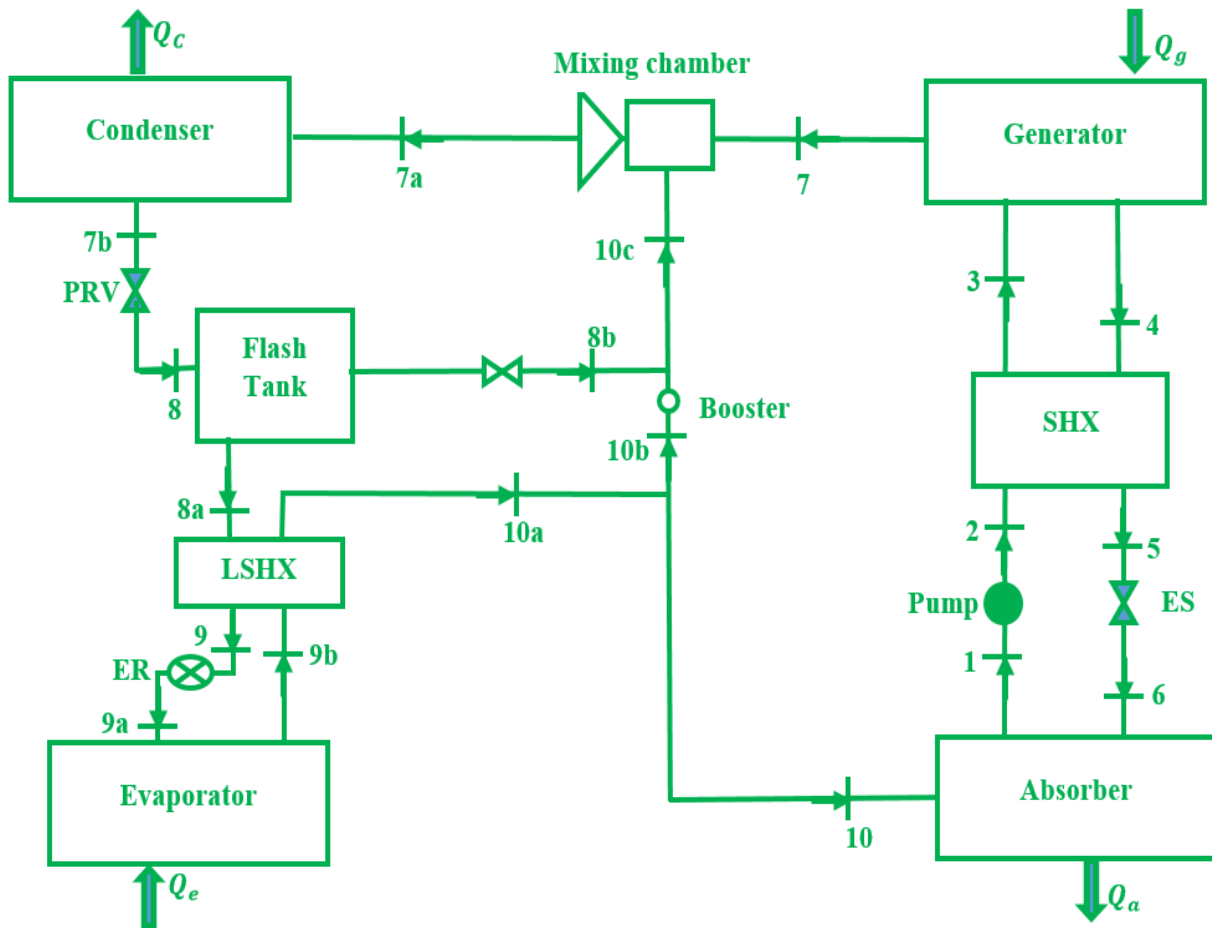 Q_C
Q_g
Mixing chamber
Condenser
Generator
7a
7
7b
10c
PRV
3
4
Flash
Tank
8b
8
Booster
SHX
10b
8a
10a
2
5
LSHX
Pump
ES
9
9b
ER
1
6
9a
Evaporator
Absorber
10
Q_e
Q_a